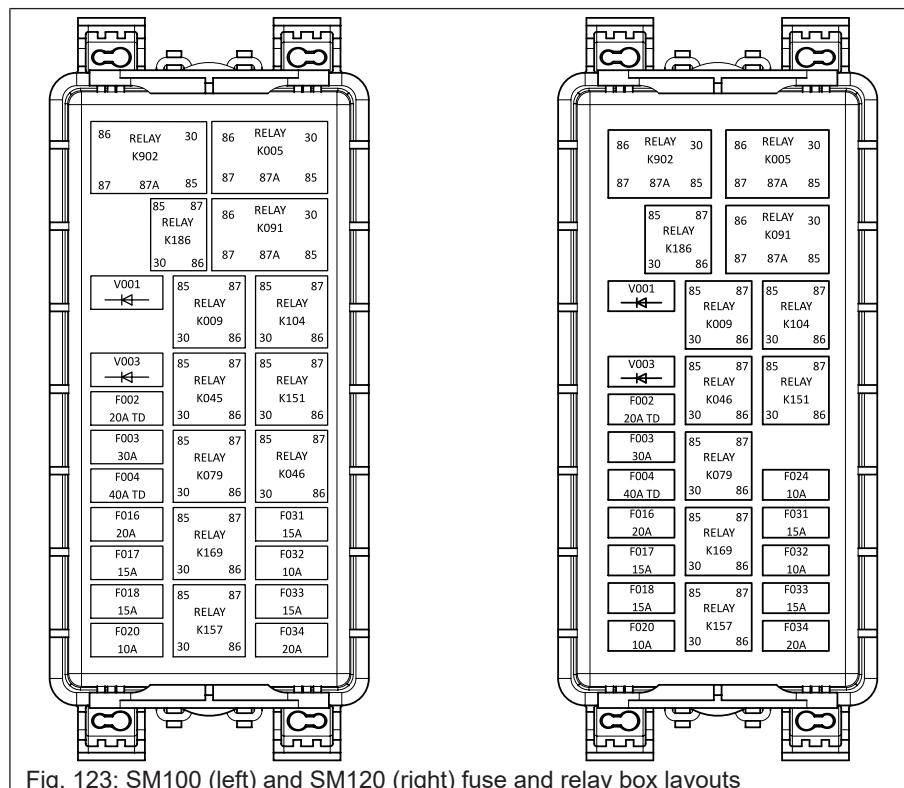 86 RELAY 30
K902
87 87A 85
86 RELAY 30
K005
87 87A 85
85 87
RELAY
K186
30 86
86 RELAY 30
K091
87 87A 85
V001
85 87
RELAY
K009
30 86
85 87
RELAY
K104
30 86
V003
F002
20A TD
85 87
RELAY
K045
30 86
85 87
RELAY
K151
30 86
F003
30A
F004
40A TD
85 87
RELAY
K079
30 86
85 87
RELAY
K046
30 86
F016
20A
F017
15A
85 87
RELAY
K169
30 86
F031
15A
F032
10A
F018
15A
F020
10A
85 87
RELAY
K157
30 86
F033
15A
F034
20A
86 RELAY 30
K902
87 87A 85
86 RELAY 30
K005
87 87A 85
85 87
RELAY
K186
30 86
86 RELAY 30
K091
87 87A 85
V001
85 87
RELAY
K009
30 86
85 87
RELAY
K104
30 86
V003
F002
20A TD
85 87
RELAY
K046
30 86
85 87
RELAY
K151
30 86
F003
30A
F004
40A TD
85 87
RELAY
K079
30 86
F024
10A
F016
20A
F017
15A
85 87
RELAY
K169
30 86
F031
15A
F032
10A
F018
15A
F020
10A
85 87
RELAY
K157
30 86
F033
15A
F034
20A
Fig. 123: SM100 (left) and SM120 (right) fuse and relay box layouts